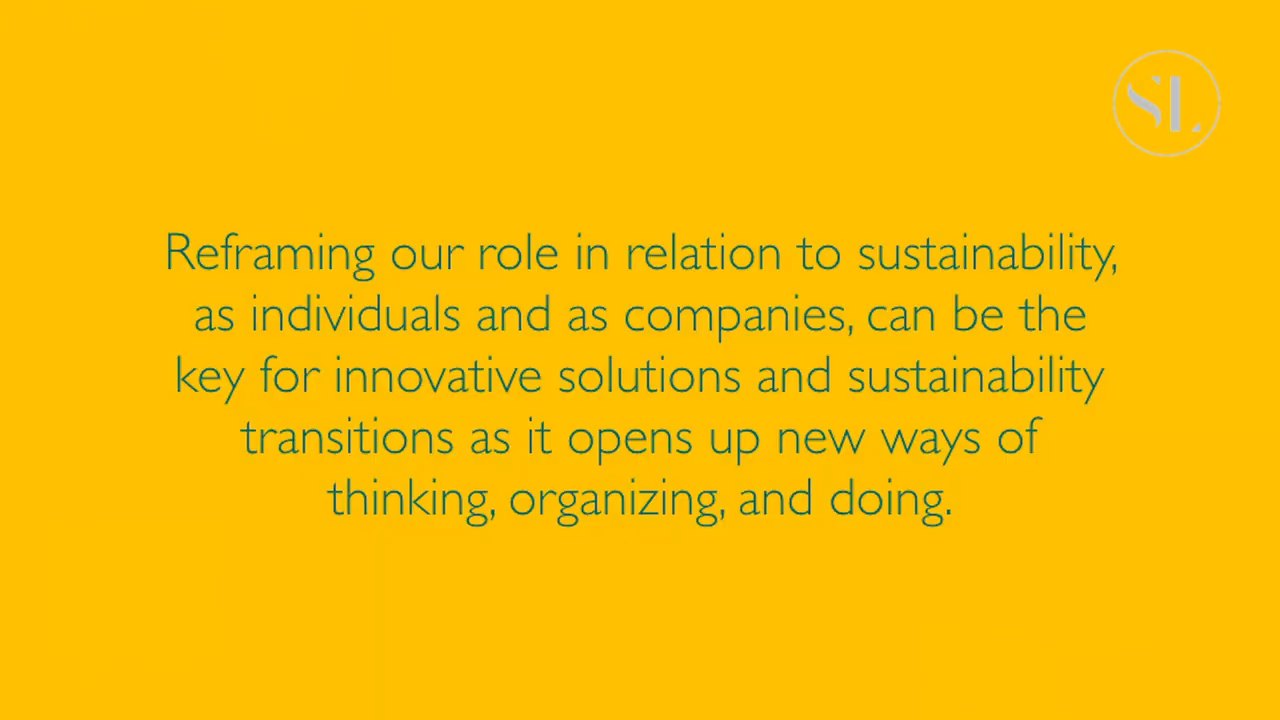 SL
Reframing our role in relation to sustainability,
as individuals and as companies, can be the
key for innovative solutions and sustainability
transitions as it opens up new ways of
thinking, organizing, and doing.